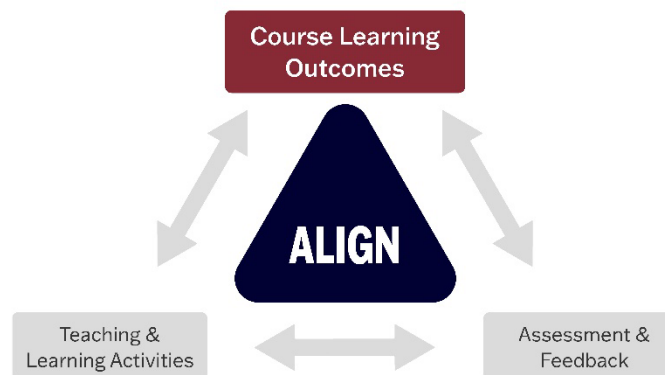 Course Learning
Outcomes
ALIGN
Teaching &
Learning Activities
Assessment &
Feedback